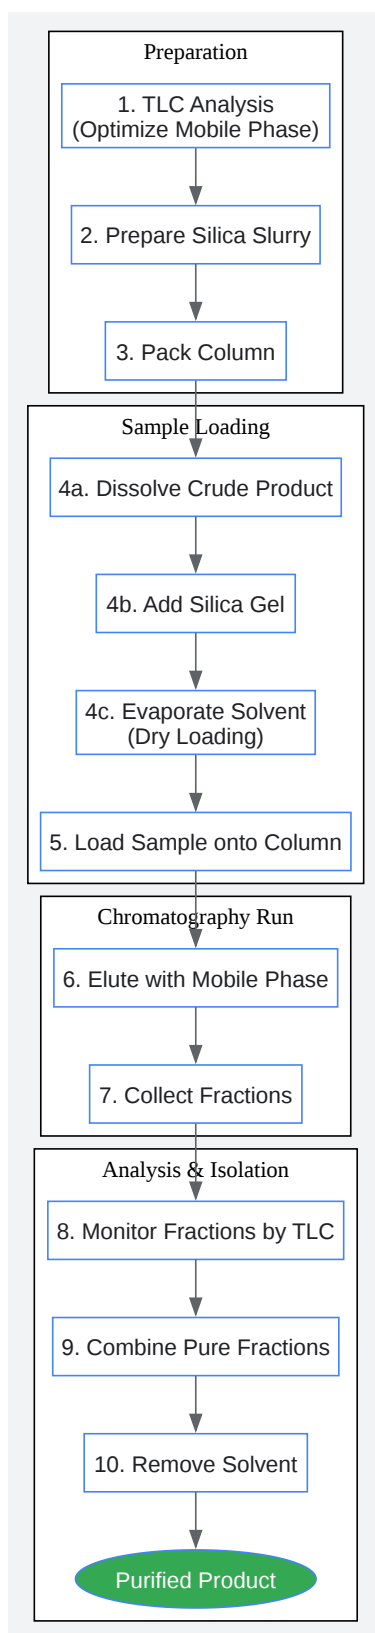 Preparation
1. TLC Analysis
(Optimize Mobile Phase)
2. Prepare Silica Slurry
3. Pack Column
Sample Loading
4a. Dissolve Crude Product
4b. Add Silica Gel
4c. Evaporate Solvent
(Dry Loading)
5. Load Sample onto Column
Chromatography Run
6. Elute with Mobile Phase
7. Collect Fractions
Analysis & Isolation
8. Monitor Fractions by TLC
9. Combine Pure Fractions
10. Remove Solvent
Purified Product